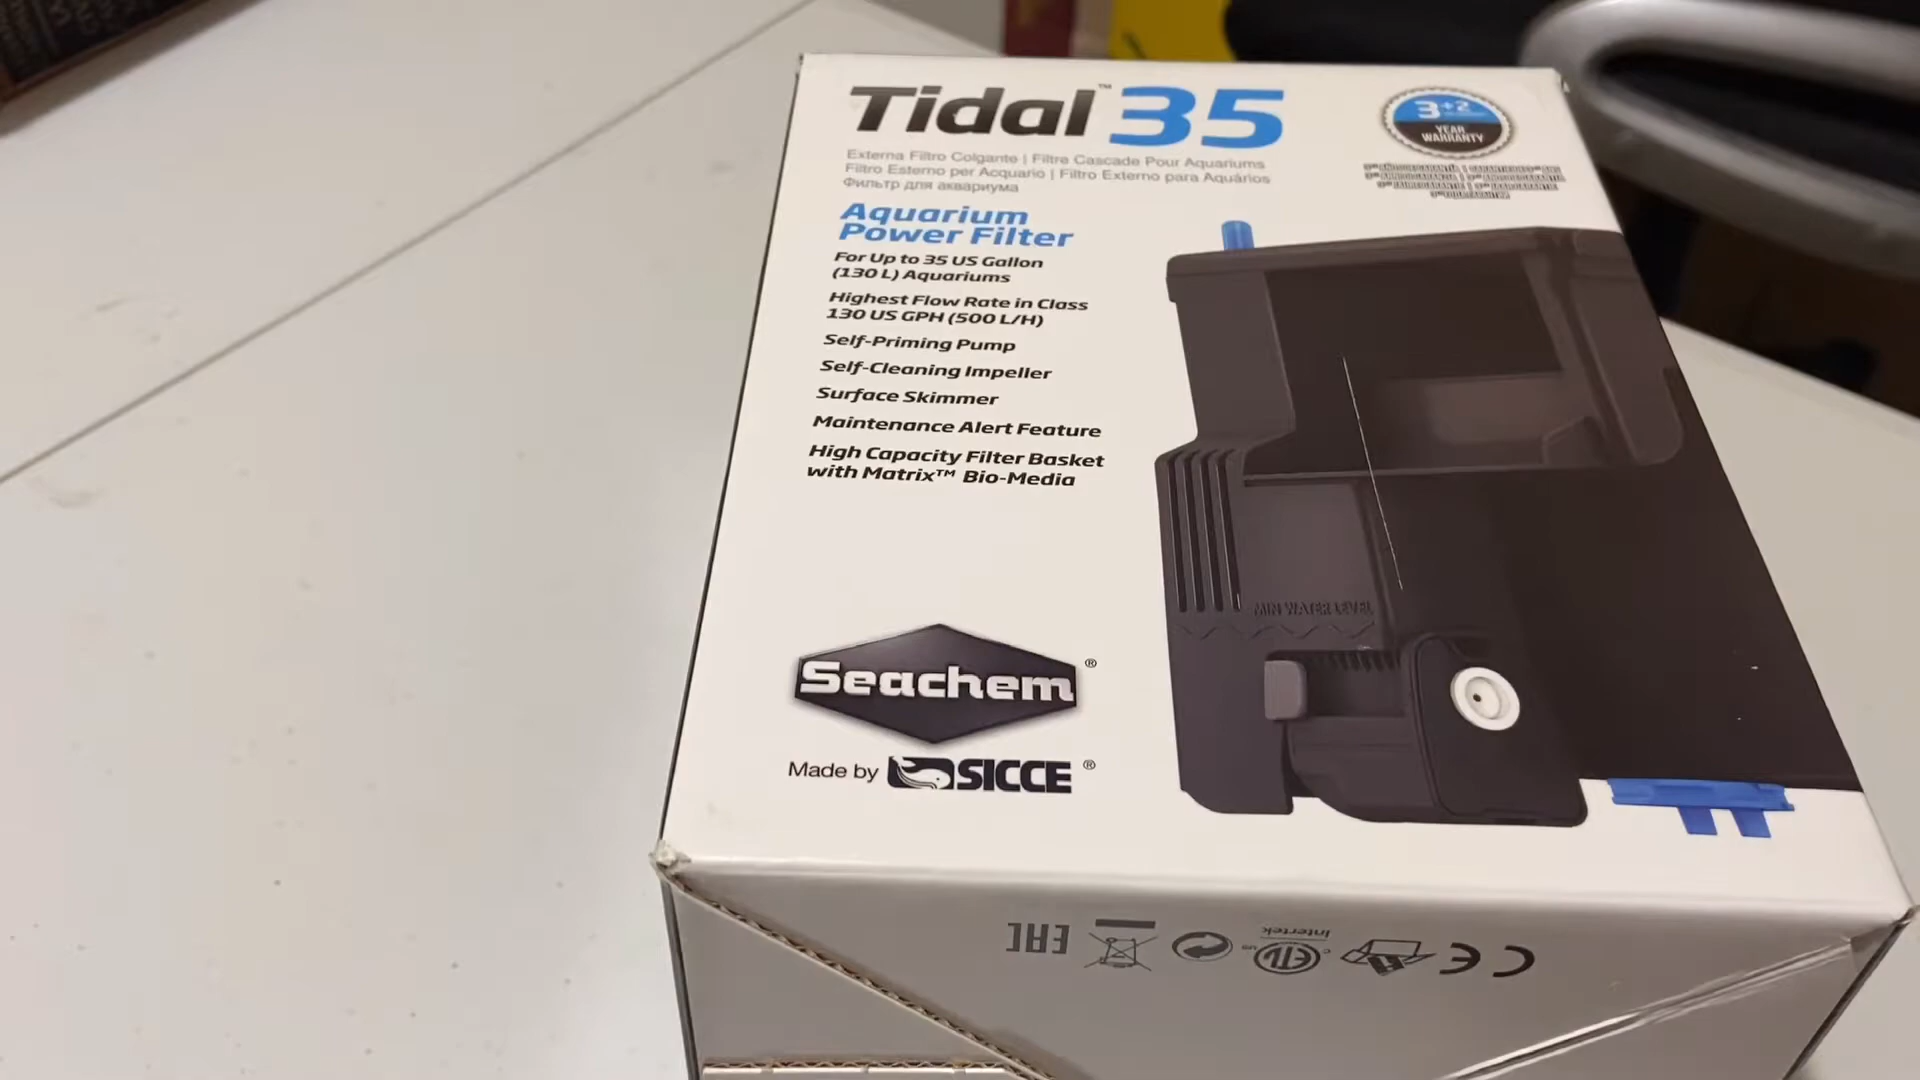 Tidal™ 35
Externa Filtro Colgante | Filtre Cascade Pour Aquariums
Filtro Esterno per Acquario | Filtro Externo para Aquários
Фильтр для аквариума
3+2
YEAR
WARRANTY
Aquarium
Power Filter
For Up to 35 US Gallon
(130 L) Aquariums
Highest Flow Rate in Class
130 US GPH (500 L/H)
Self-Priming Pump
Self-Cleaning Impeller
Surface Skimmer
Maintenance Alert Feature
High Capacity Filter Basket
with Matrix™ Bio-Media
MIN WATER LEVEL
Seachem®
Made by SICCE®
CE
Intertek
C ETL US
EAC